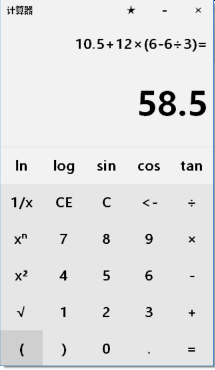 计算器 ★ - ×
10.5+12×(6-6÷3)=
58.5
ln log sin cos tan
1/x CE C <- ÷
xⁿ 7 8 9 ×
x² 4 5 6 -
√ 1 2 3 +
( ) 0 . =